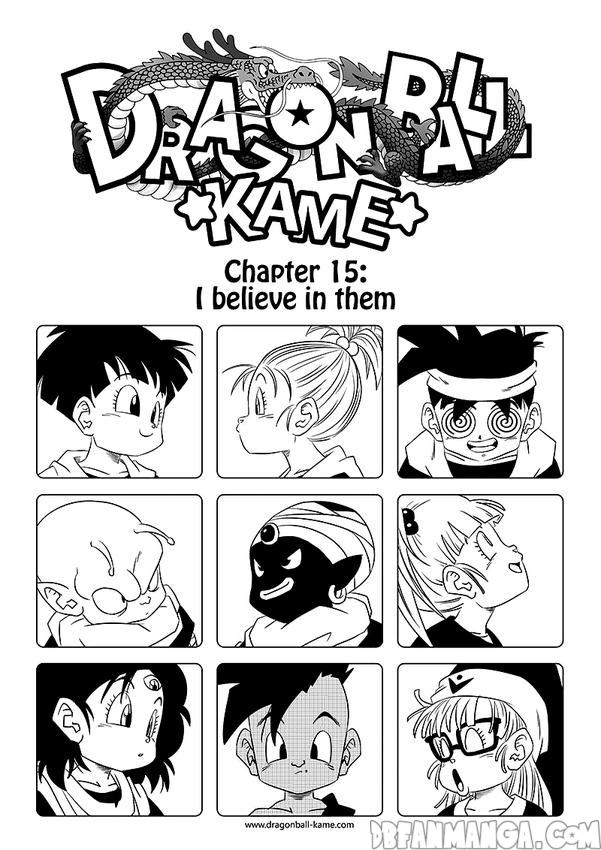 DRAGON BALL
KAME
Chapter 15:
I believe in them
www.dragonball-kame.com
DBFANMANGA.COM